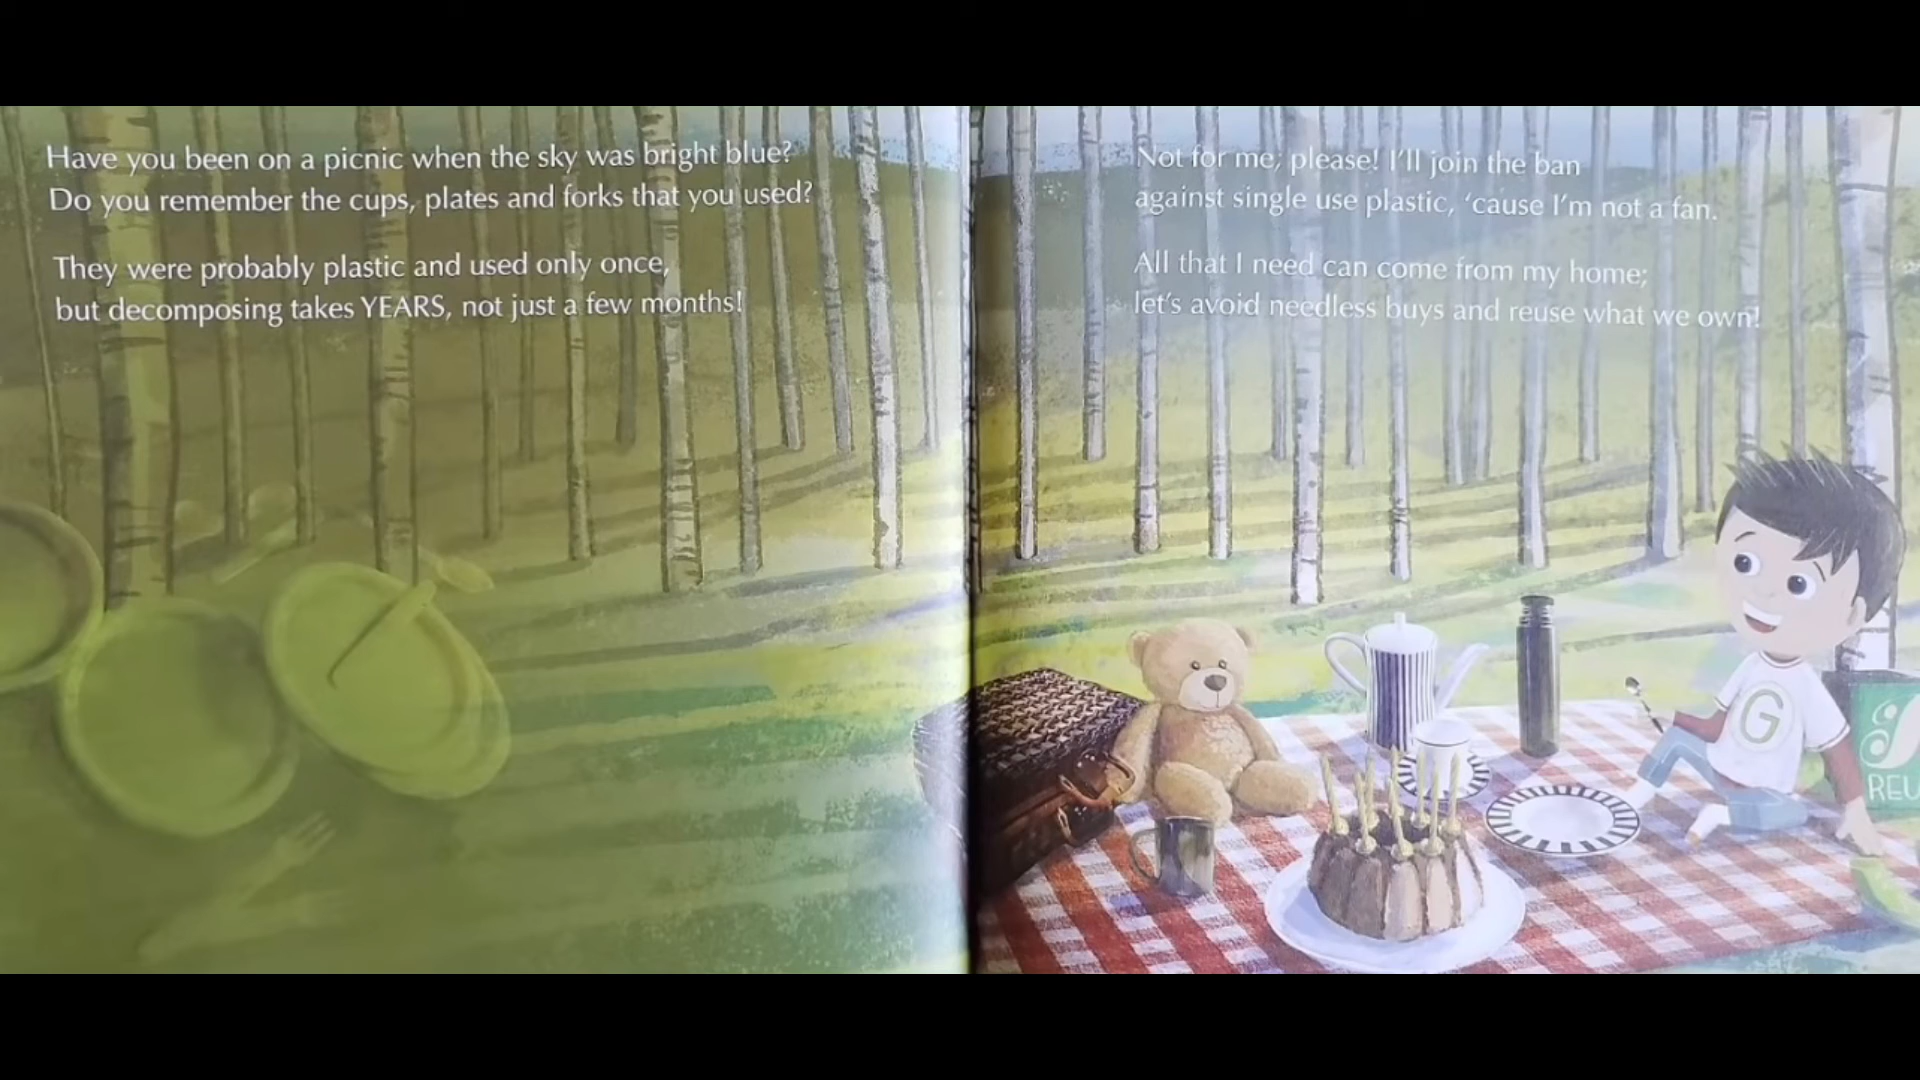 Have you been on a picnic when the sky was bright blue?
Do you remember the cups, plates and forks that you used?
They were probably plastic and used only once,
but decomposing takes YEARS, not just a few months!
Not for me, please! I'll join the ban
against single use plastic, ‘cause I'm not a fan.
All that I need can come from my home;
let's avoid needless buys and reuse what we own!
G
REU